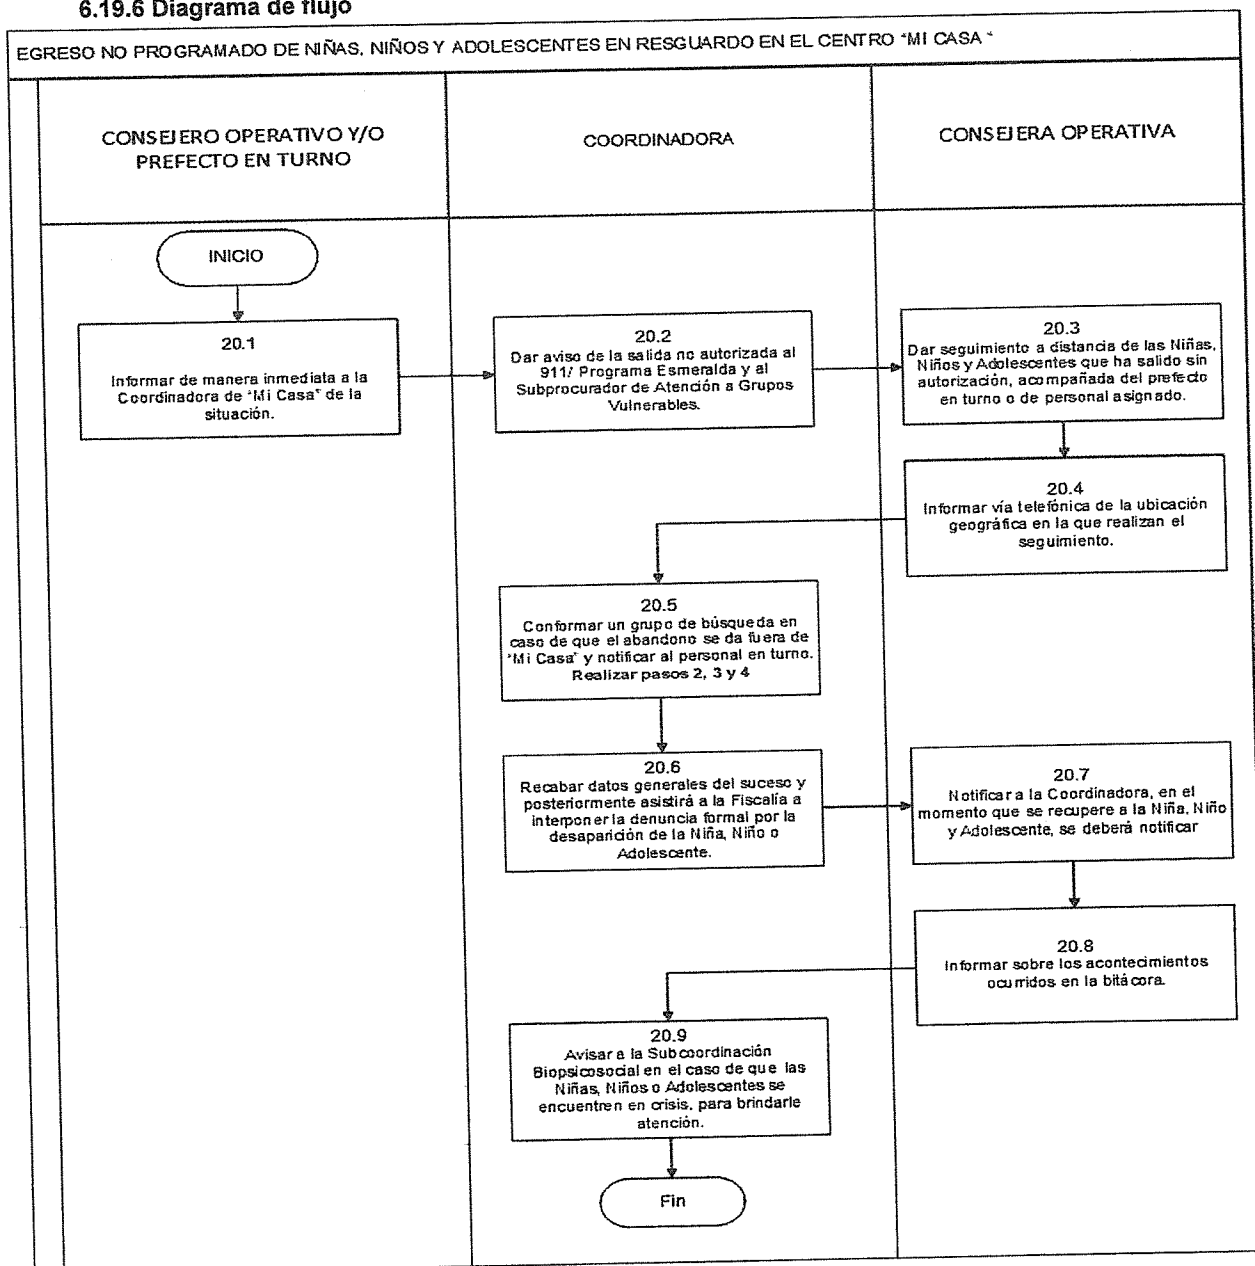 6.19.6 Diagrama de flujo
EGRESO NO PROGRAMADO DE NIÑAS, NIÑOS Y ADOLESCENTES EN RESGUARDO EN EL CENTRO "MI CASA "
CONSEJERO OPERATIVO Y/O
PREFECTO EN TURNO
COORDINADORA
CONSEJERA OPERATIVA
INICIO
20.1
Informar de manera inmediata a la
Coordinadora de "Mi Casa" de la
situación.
20.2
Dar aviso de la salida no autorizada al
911/ Programa Esmeralda y al
Subprocurador de Atención a Grupos
Vulnerables.
20.3
Dar seguimiento a distancia de las Niñas,
Niños y Adolescentes que ha salido sin
autorización, acompañada del prefecto
en turno o de personal asignado.
20.4
Informar vía telefónica de la ubicación
geográfica en la que realizan el
seguimiento.
20.5
Conformar un grupo de búsqueda en
caso de que el abandono se da fuera de
"Mi Casa" y notificar al personal en turno.
Realizar pasos 2, 3 y 4
20.6
Recabar datos generales del suceso y
posteriormente asistirá a la Fiscalía a
interponer la denuncia formal por la
desaparición de la Niña, Niño o
Adolescente.
20.7
Notificar a la Coordinadora, en el
momento que se recupere a la Niña, Niño
y Adolescente, se deberá notificar
20.8
Informar sobre los acontecimientos
ocurridos en la bitácora.
20.9
Avisar a la Subcoordinación
Biopsicosocial en el caso de que las
Niñas, Niños o Adolescentes se
encuentren en crisis, para brindarle
atención.
Fin